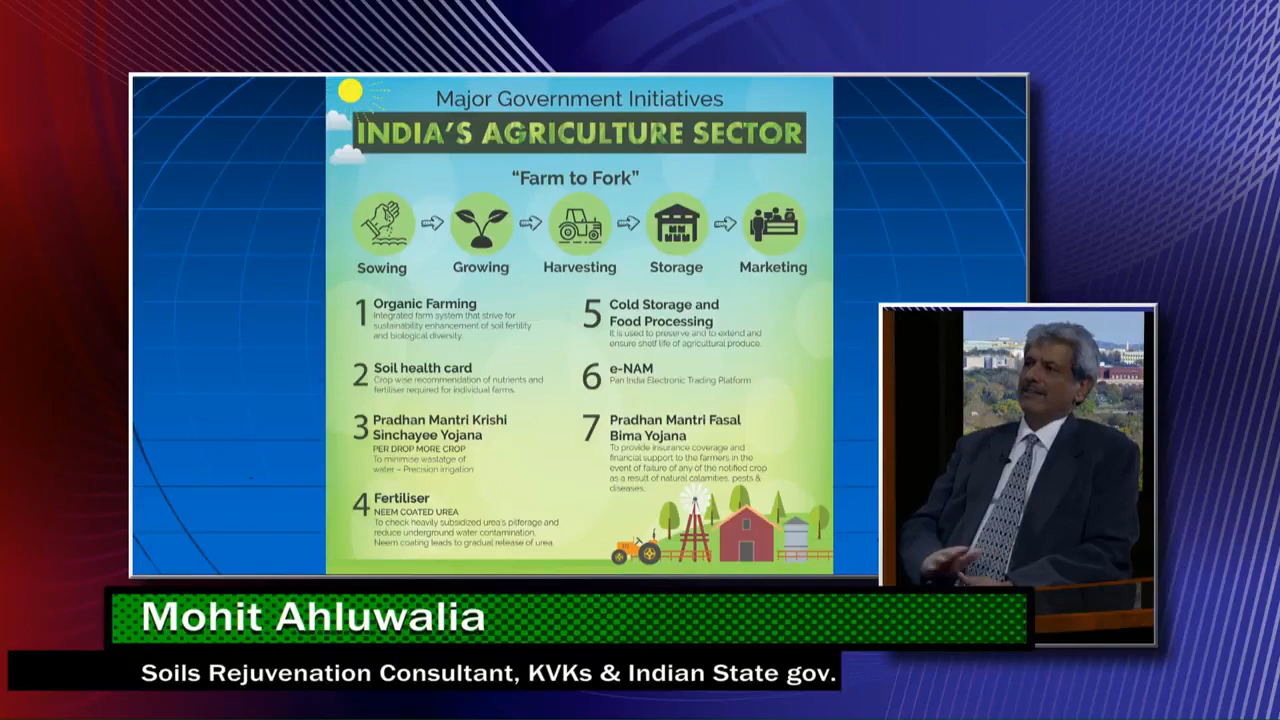 Major Government Initiatives
INDIA'S AGRICULTURE SECTOR
“Farm to Fork”
Sowing
Growing
Harvesting
Storage
Marketing
1 Organic Farming
Integrated farm system that strive for
sustainability enhancement of soil fertility
and biological diversity.
2 Soil health card
Crop wise recommendation of nutrients and
fertiliser required for individual farms.
3 Pradhan Mantri Krishi
Sinchayee Yojana
PER DROP MORE CROP
To minimise wastatge of
water – Precision irrigation
4 Fertiliser
NEEM COATED UREA
To check heavily subsidized urea's pilferage and
reduce underground water contamination.
Neem coating leads to gradual release of urea.
5 Cold Storage and
Food Processing
It is used to preserve and to extend and
ensure shelf life of agricultural produce.
6 e-NAM
Pan India Electronic Trading Platform
7 Pradhan Mantri Fasal
Bima Yojana
To provide insurance coverage and
financial support to the farmers in the
event of failure of any of the notified crop
as a result of natural calamities, pests &
diseases.
Mohit Ahluwalia
Soils Rejuvenation Consultant, KVKs & Indian State gov.